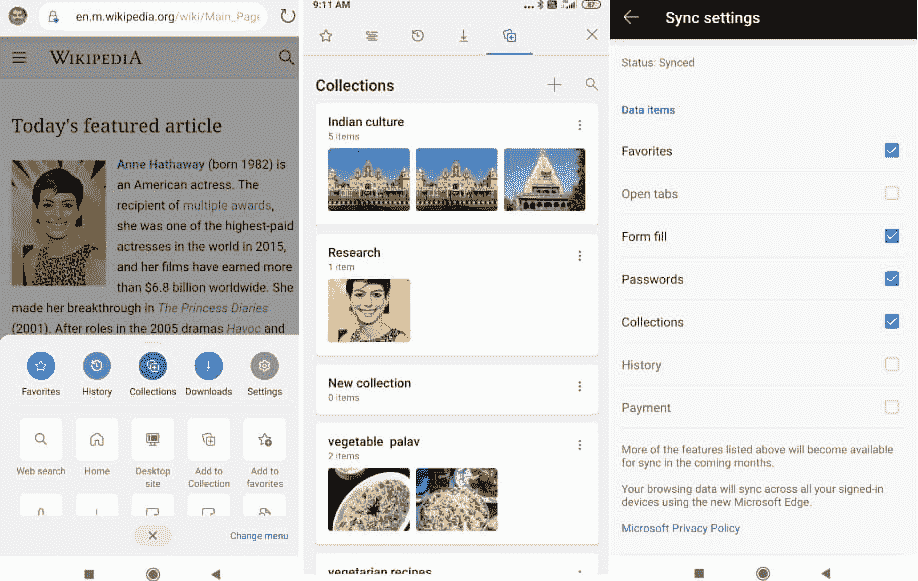 en.m.wikipedia.org/wiki/Main_Page
WIKIPEDIA
Today's featured article
Anne Hathaway (born 1982) is
an American actress. The
recipient of multiple awards,
she was one of the highest-paid
actresses in the world in 2015,
and her films have earned more
than $6.8 billion worldwide. She
made her breakthrough in The Princess Diaries
(2001). After roles in the 2005 dramas Havoc and
Favorites History Collections Downloads Settings
Web search Home Desktop site Add to Collection Add to favorites
Change menu
9:11 AM
87
Collections
Indian culture
5 items
Research
1 item
New collection
0 items
vegetable palav
2 items
vegetarian recipes
Sync settings
Status: Synced
Data items
Favorites
Open tabs
Form fill
Passwords
Collections
History
Payment
More of the features listed above will become available
for sync in the coming months.
Your browsing data will sync across all your signed-in
devices using the new Microsoft Edge.
Microsoft Privacy Policy